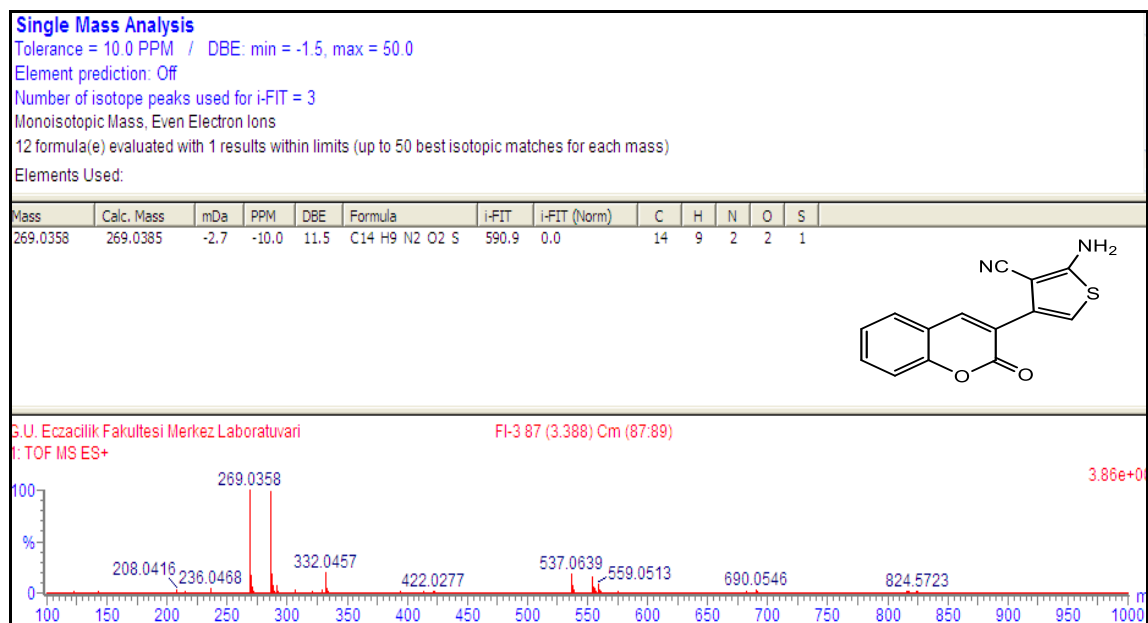 Single Mass Analysis
Tolerance = 10.0 PPM / DBE: min = -1.5, max = 50.0
Element prediction: Off
Number of isotope peaks used for i-FIT = 3
Monoisotopic Mass, Even Electron Ions
12 formula(e) evaluated with 1 results within limits (up to 50 best isotopic matches for each mass)
Elements Used:
Mass Calc. Mass mDa PPM DBE Formula i-FIT i-FIT (Norm) C H N O S
269.0358 269.0385 -2.7 -10.0 11.5 C14 H9 N2 O2 S 590.9 0.0 14 9 2 2 1
NH2
NC
S
O O
G.U. Eczacilik Fakultesi Merkez Laboratuvari FI-3 87 (3.388) Cm (87:89)
1: TOF MS ES+
3.86e+00
269.0358
100
%
332.0457 537.0639
208.0416 236.0468 422.0277 559.0513 690.0546 824.5723
0
100 150 200 250 300 350 400 450 500 550 600 650 700 750 800 850 900 950 1000